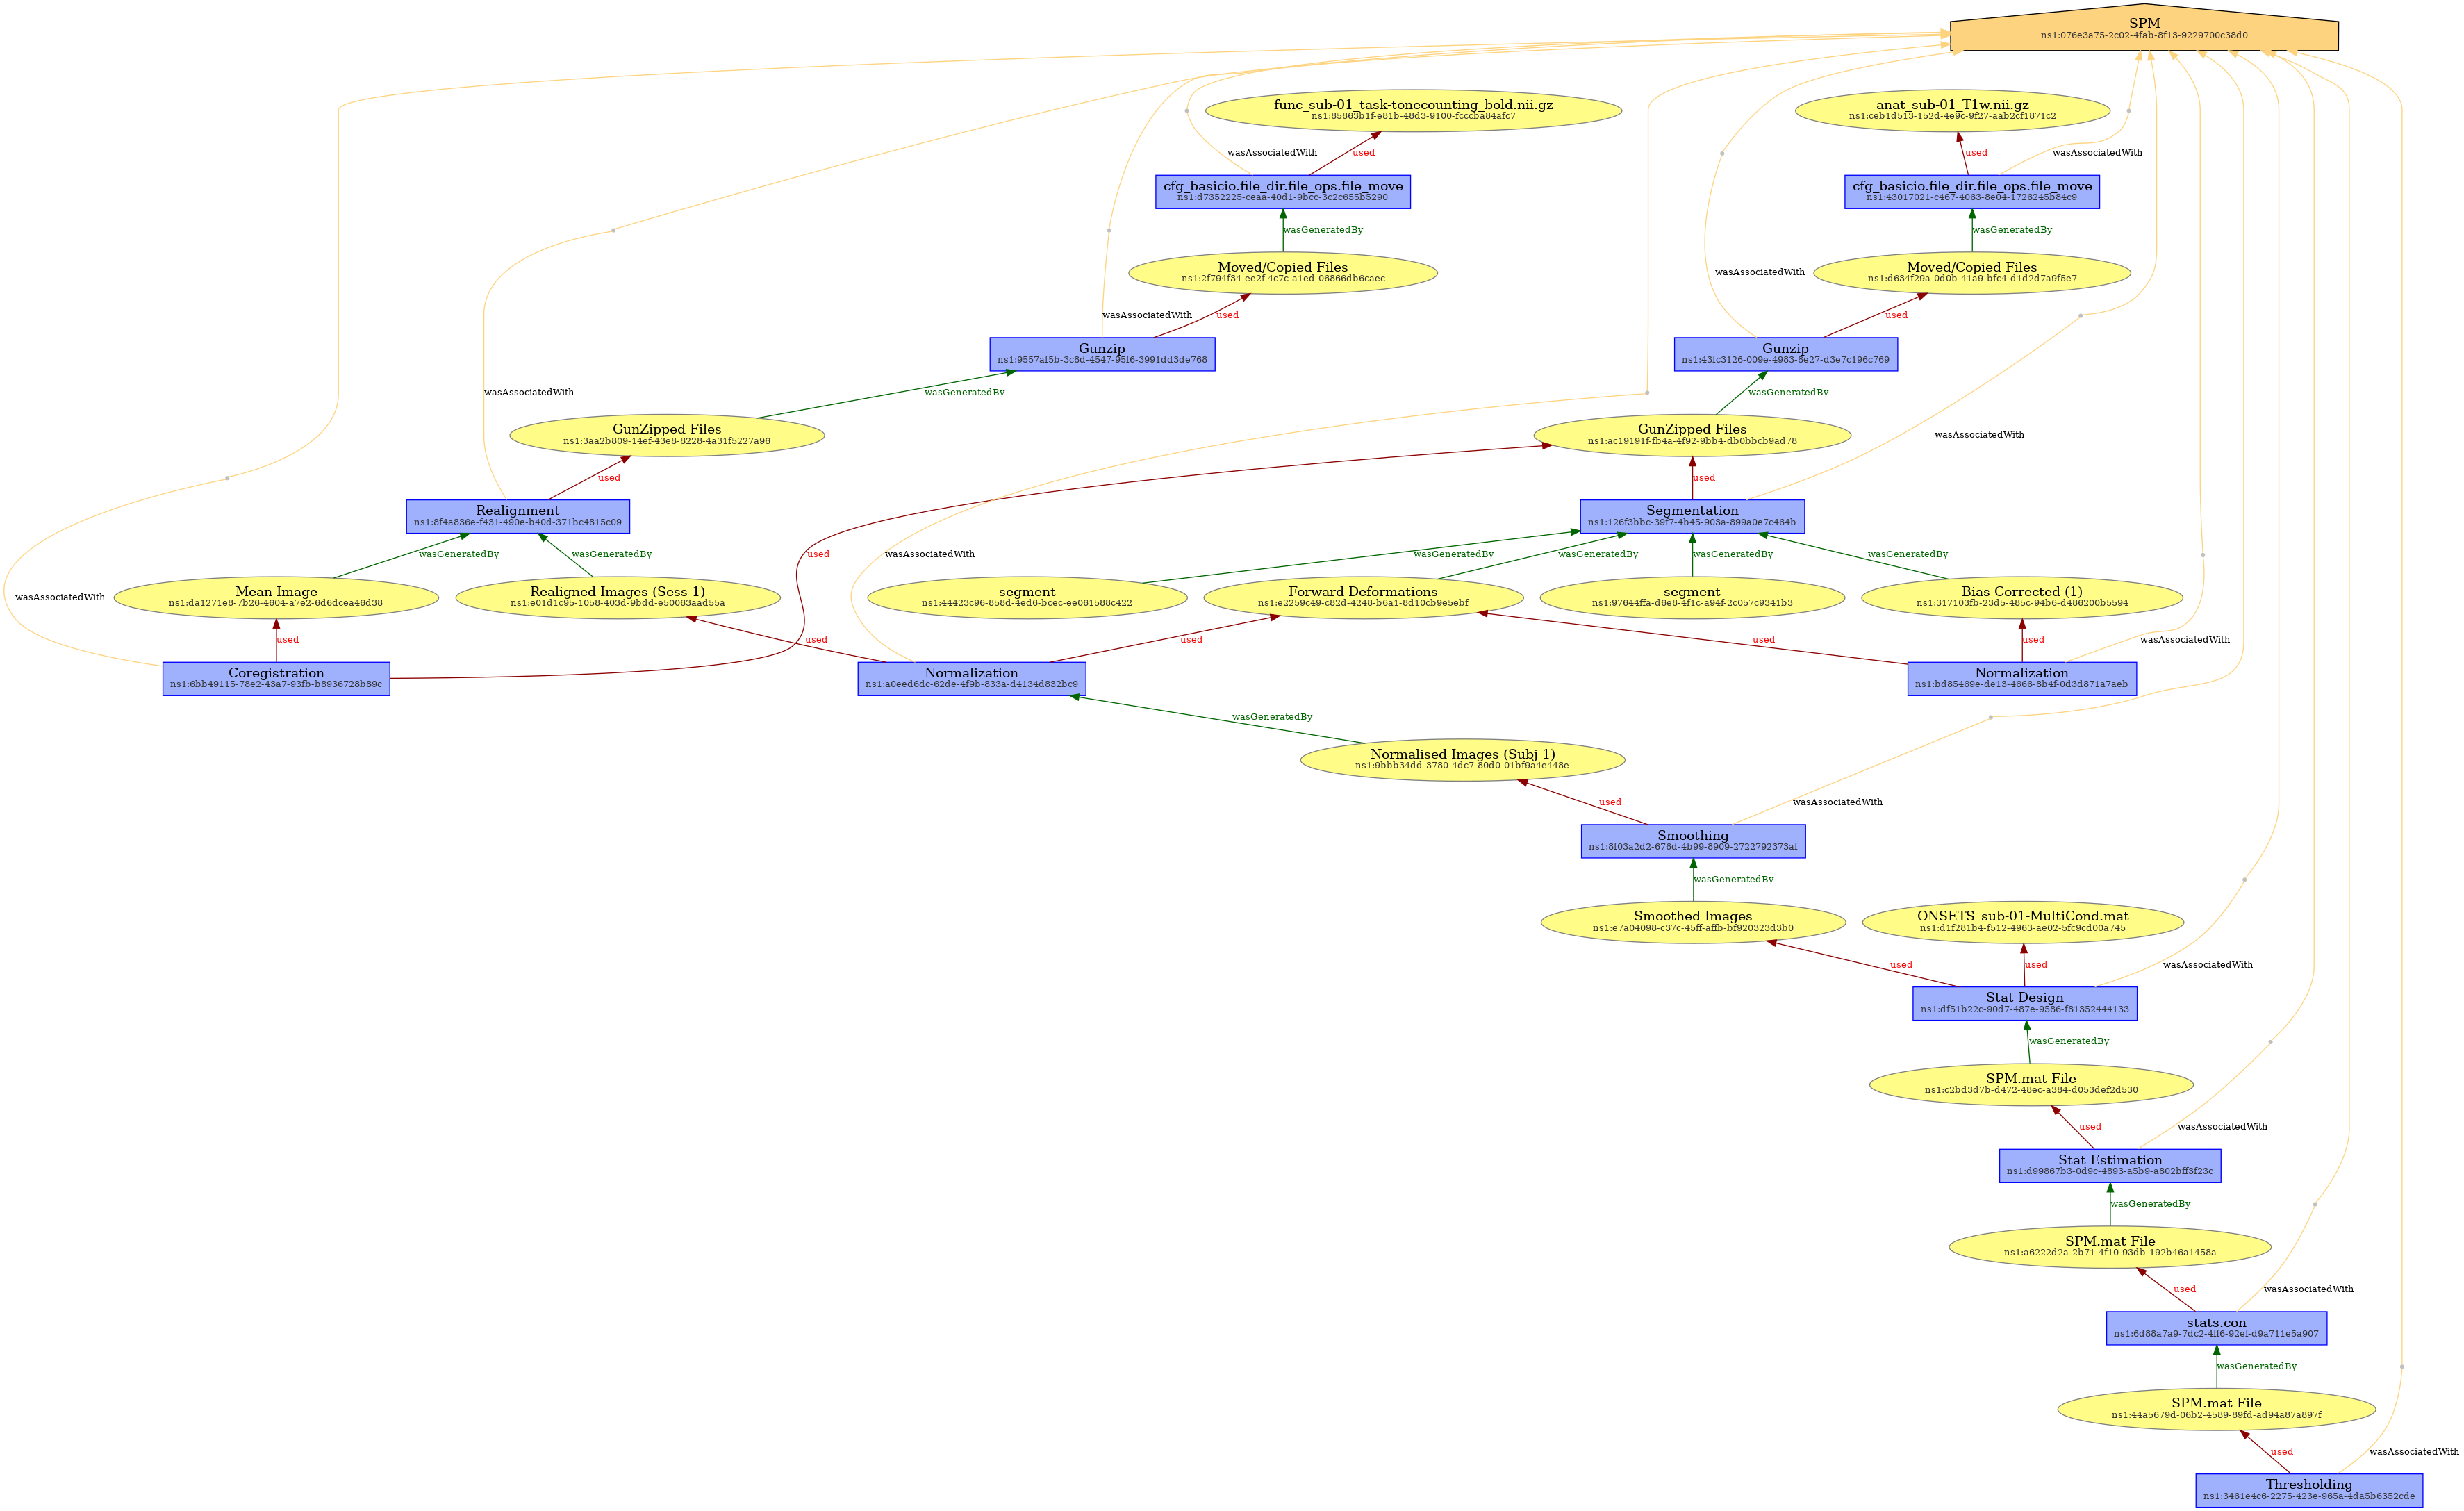 SPM
ns1:076e3a75-2c02-4fab-8f13-9229700c38d0
func_sub-01_task-tonecounting_bold.nii.gz
ns1:85863b1f-e81b-48d3-9100-fcccba84afc7
anat_sub-01_T1w.nii.gz
ns1:ceb1d513-152d-4e9c-9f27-aab2cf1871c2
wasAssociatedWith
used
used
wasAssociatedWith
cfg_basicio.file_dir.file_ops.file_move
ns1:d7352225-ceaa-40d1-9bcc-3c2c655b5290
cfg_basicio.file_dir.file_ops.file_move
ns1:43017021-c467-4063-8e04-1726245b84c9
wasGeneratedBy
wasGeneratedBy
Moved/Copied Files
ns1:2f794f34-ee2f-4c7c-a1ed-06866db6caec
wasAssociatedWith
Moved/Copied Files
ns1:d634f29a-0d0b-41a9-bfc4-d1d2d7a9f5e7
wasAssociatedWith
used
used
Gunzip
ns1:9557af5b-3c8d-4547-95f6-3991dd3de768
Gunzip
ns1:43fc3126-009e-4983-8e27-d3e7c196c769
wasAssociatedWith
wasGeneratedBy
wasGeneratedBy
GunZipped Files
ns1:3aa2b809-14ef-43e8-8228-4a31f5227a96
GunZipped Files
ns1:ac19191f-fb4a-4f92-9bb4-db0bbcb9ad78
wasAssociatedWith
used
used
Realignment
ns1:8f4a836e-f431-490e-b40d-371bc4815c09
Segmentation
ns1:126f3bbc-39f7-4b45-903a-899a0e7c464b
wasGeneratedBy
wasGeneratedBy
used
wasAssociatedWith
wasGeneratedBy
wasGeneratedBy
wasGeneratedBy
wasGeneratedBy
wasAssociatedWith
Mean Image
ns1:da1271e8-7b26-4604-a7e2-6d6dcea46d38
Realigned Images (Sess 1)
ns1:e01d1c95-1058-403d-9bdd-e50063aad55a
segment
ns1:44423c96-858d-4ed6-bcec-ee061588c422
Forward Deformations
ns1:e2259c49-c82d-4248-b6a1-8d10cb9e5ebf
segment
ns1:97644ffa-d6e8-4f1c-a94f-2c057c9341b3
Bias Corrected (1)
ns1:317103fb-23d5-485c-94b6-d486200b5594
used
used
used
used
used
wasAssociatedWith
Coregistration
ns1:6bb49115-78e2-43a7-93fb-b8936728b89c
Normalization
ns1:a0eed6dc-62de-4f9b-833a-d4134d832bc9
Normalization
ns1:bd85469e-de13-4666-8b4f-0d3d871a7aeb
wasGeneratedBy
Normalised Images (Subj 1)
ns1:9bbb34dd-3780-4dc7-80d0-01bf9a4e448e
used
wasAssociatedWith
Smoothing
ns1:8f03a2d2-676d-4b99-8909-2722792373af
wasGeneratedBy
Smoothed Images
ns1:e7a04098-c37c-45ff-affb-bf920323d3b0
ONSETS_sub-01-MultiCond.mat
ns1:d1f281b4-f512-4963-ae02-5fc9cd00a745
used
used
wasAssociatedWith
Stat Design
ns1:df51b22c-90d7-487e-9586-f81352444133
wasGeneratedBy
SPM.mat File
ns1:c2bd3d7b-d472-48ec-a384-d053def2d530
used
wasAssociatedWith
Stat Estimation
ns1:d99867b3-0d9c-4893-a5b9-a802bff3f23c
wasGeneratedBy
SPM.mat File
ns1:a6222d2a-2b71-4f10-93db-192b46a1458a
used
wasAssociatedWith
stats.con
ns1:6d88a7a9-7dc2-4ff6-92ef-d9a711e5a907
wasGeneratedBy
SPM.mat File
ns1:44a5679d-06b2-4589-89fd-ad94a87a897f
used
wasAssociatedWith
Thresholding
ns1:3461e4c6-2275-423e-965a-4da5b6352cde